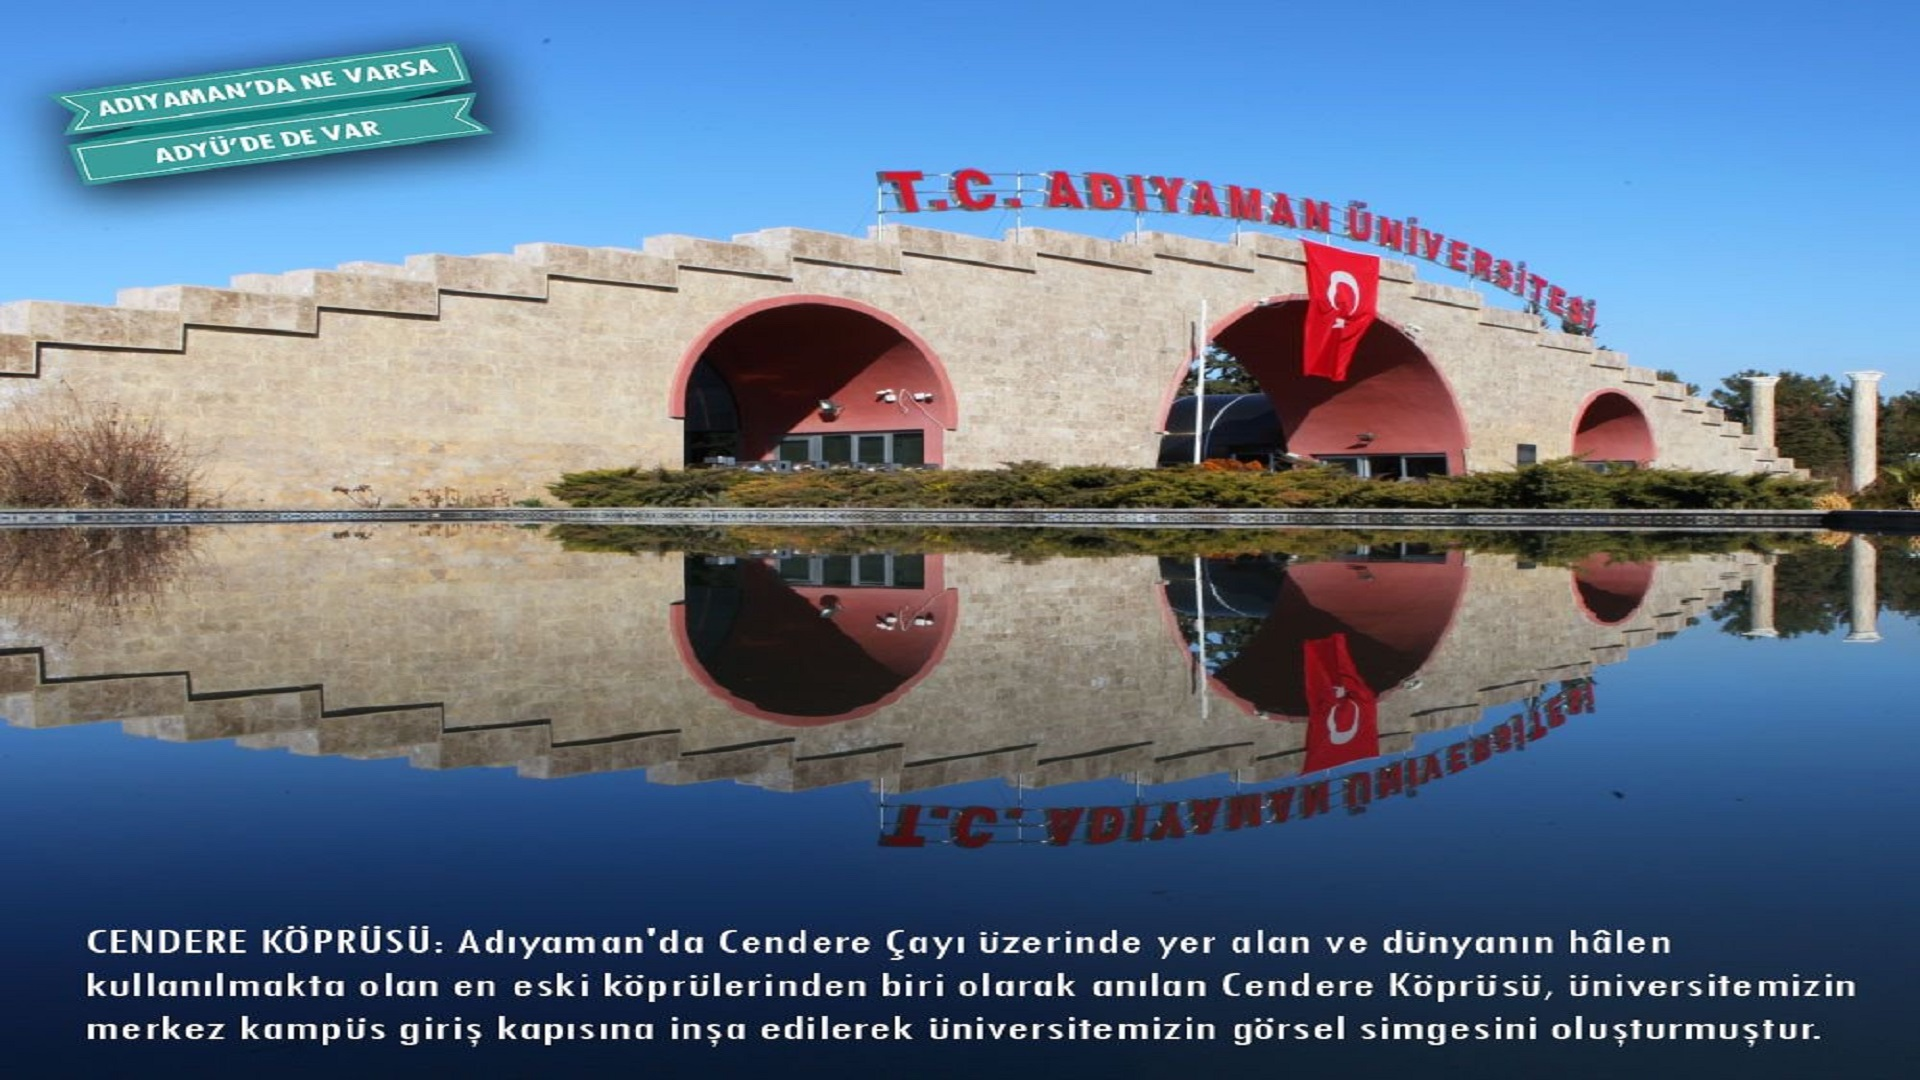 ADIYAMAN'DA NE VARSA
ADYÜ'DE DE VAR
T.C. ADIYAMAN ÜNİVERSİTESİ
CENDERE KÖPRÜSÜ: Adıyaman'da Cendere Çayı üzerinde yer alan ve dünyanın hâlen
kullanılmakta olan en eski köprülerinden biri olarak anılan Cendere Köprüsü, üniversitemizin
merkez kampüs giriş kapısına inşa edilerek üniversitemizin görsel simgesini oluşturmuştur.